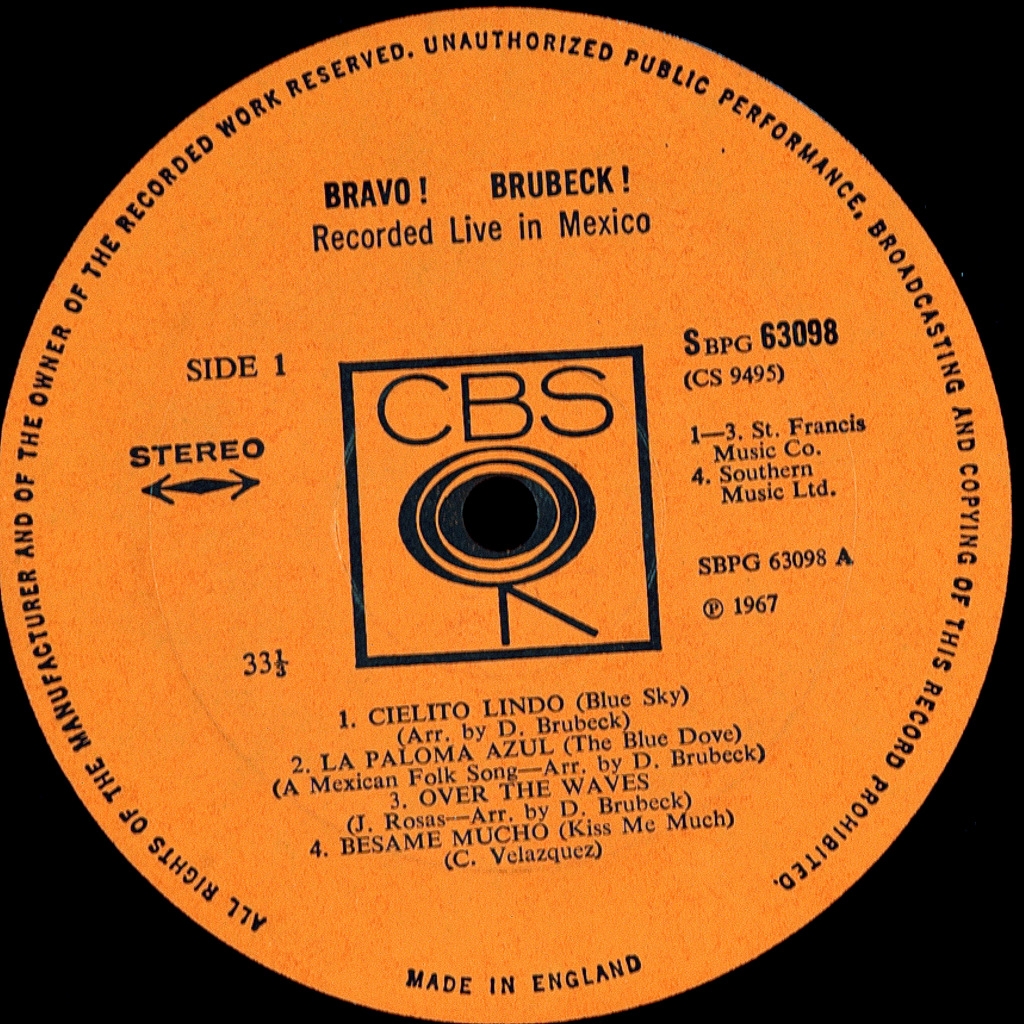 ALL RIGHTS OF THE MANUFACTURER AND OF THE OWNER OF THE RECORDED WORK RESERVED. UNAUTHORIZED PUBLIC PERFORMANCE, BROADCASTING AND COPYING OF THIS RECORD PROHIBITED.
BRAVO! BRUBECK!
Recorded Live in Mexico
SIDE 1
STEREO
33⅓
CBS
SBPG 63098
(CS 9495)
1—3. St. Francis
Music Co.
4. Southern
Music Ltd.
SBPG 63098 A
℗ 1967
1. CIELITO LINDO (Blue Sky)
(Arr. by D. Brubeck)
2. LA PALOMA AZUL (The Blue Dove)
(A Mexican Folk Song—Arr. by D. Brubeck)
3. OVER THE WAVES
(J. Rosas—Arr. by D. Brubeck)
4. BESAME MUCHO (Kiss Me Much)
(C. Velazquez)
MADE IN ENGLAND